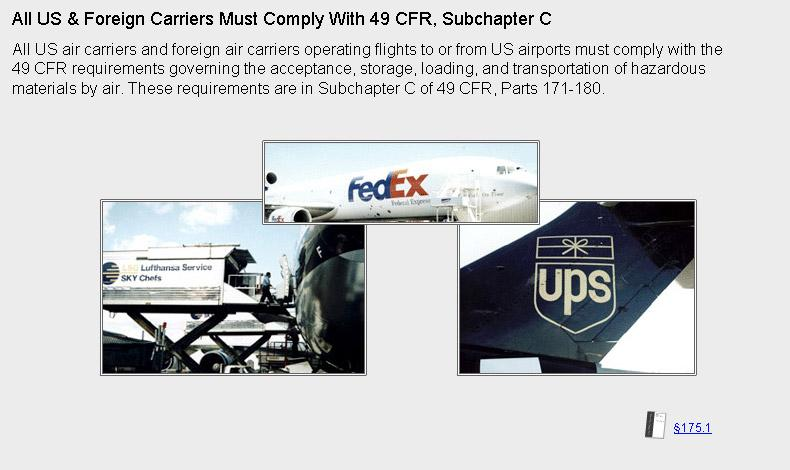 All US & Foreign Carriers Must Comply With 49 CFR, Subchapter C
All US air carriers and foreign air carriers operating flights to or from US airports must comply with the
49 CFR requirements governing the acceptance, storage, loading, and transportation of hazardous
materials by air. These requirements are in Subchapter C of 49 CFR, Parts 171-180.
FedEx
Federal Express
FedEx
LSG Lufthansa Service
SKY Chefs
F
ups
§175.1